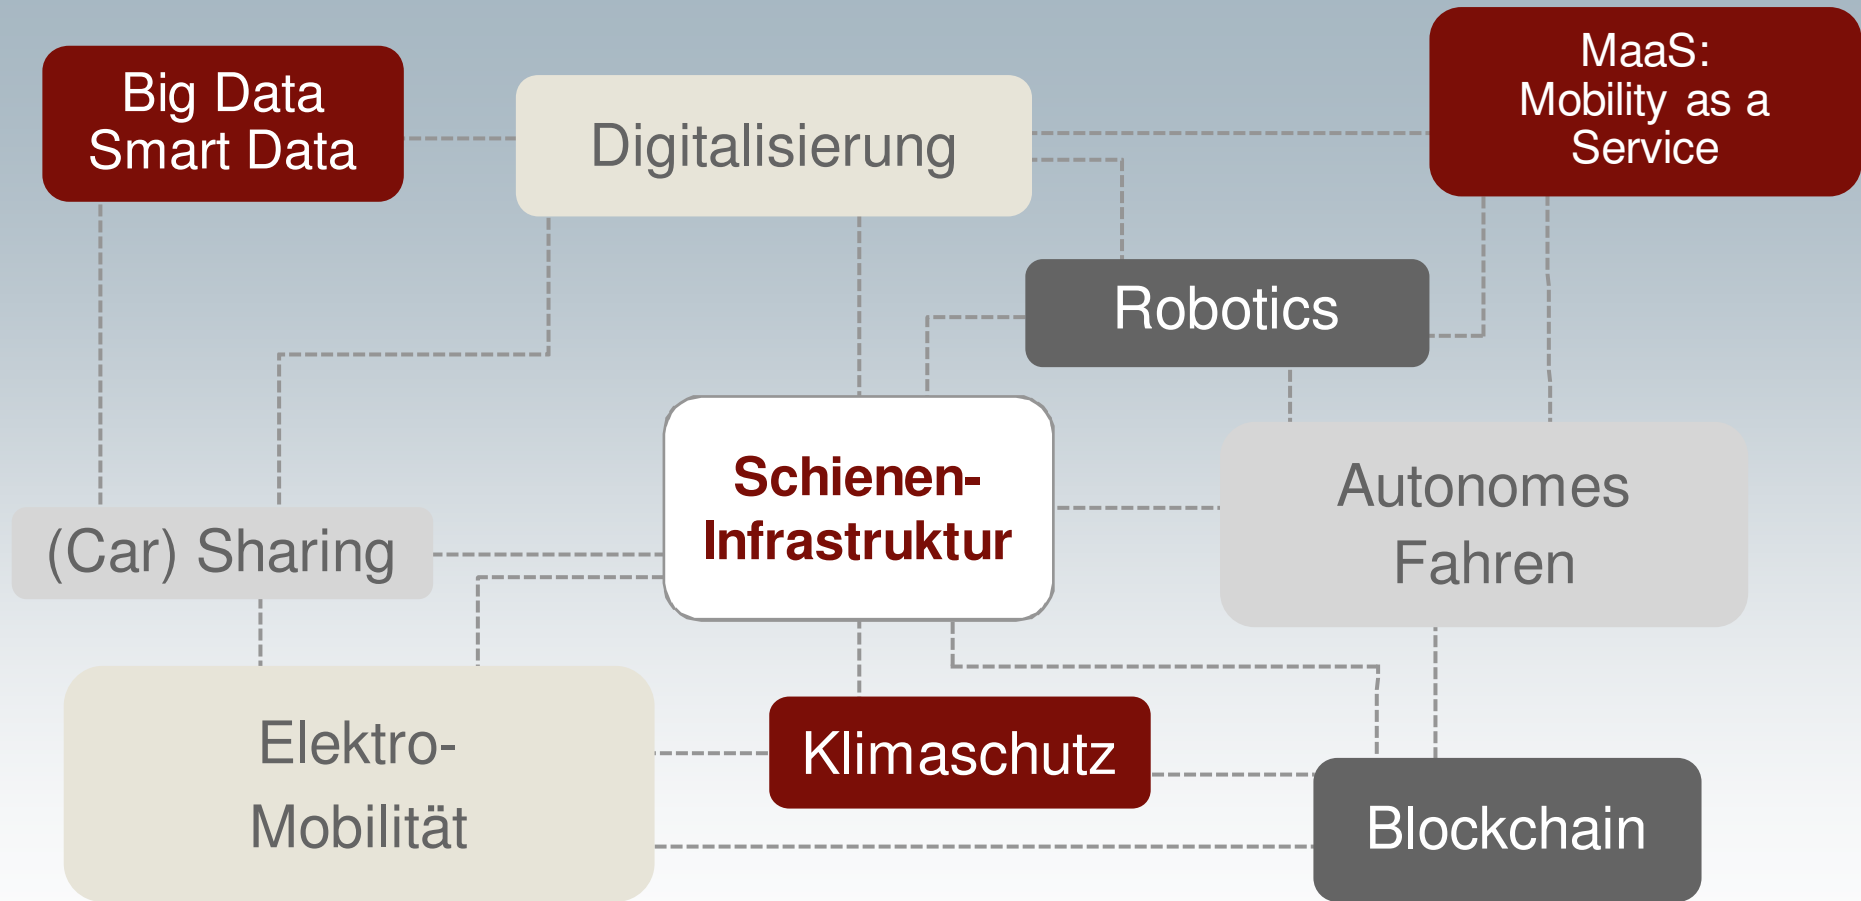 Big Data
Smart Data
Digitalisierung
MaaS:
Mobility as a
Service
Robotics
Schienen-
Infrastruktur
Autonomes
Fahren
(Car) Sharing
Elektro-
Mobilität
Klimaschutz
Blockchain